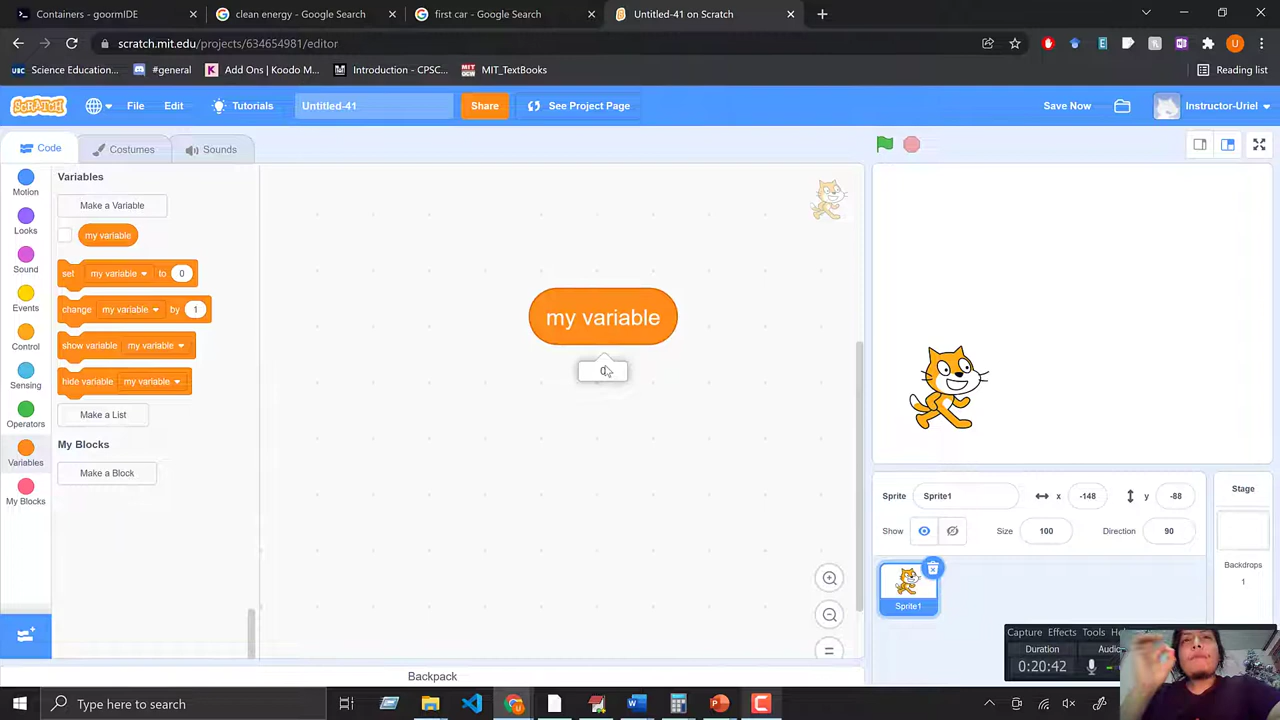 Containers - goormIDE
clean energy - Google Search
first car - Google Search
Untitled-41 on Scratch
scratch.mit.edu/projects/634654981/editor
Science Education...
#general
Add Ons | Koodo M...
Introduction - CPSC...
MIT_TextBooks
Reading list
SCRATCH
File
Edit
Tutorials
Untitled-41
Share
See Project Page
Save Now
Instructor-Uriel
Code
Costumes
Sounds
Motion
Looks
Sound
Events
Control
Sensing
Operators
Variables
My Blocks
Variables
Make a Variable
my variable
set my variable to 0
change my variable by 1
show variable my variable
hide variable my variable
Make a List
My Blocks
Make a Block
my variable
0
Backpack
Sprite Sprite1 x -148 y -88
Show Size 100 Direction 90
Sprite1
Stage
Backdrops
1
Capture Effects Tools
Duration
0:20:42
Type here to search